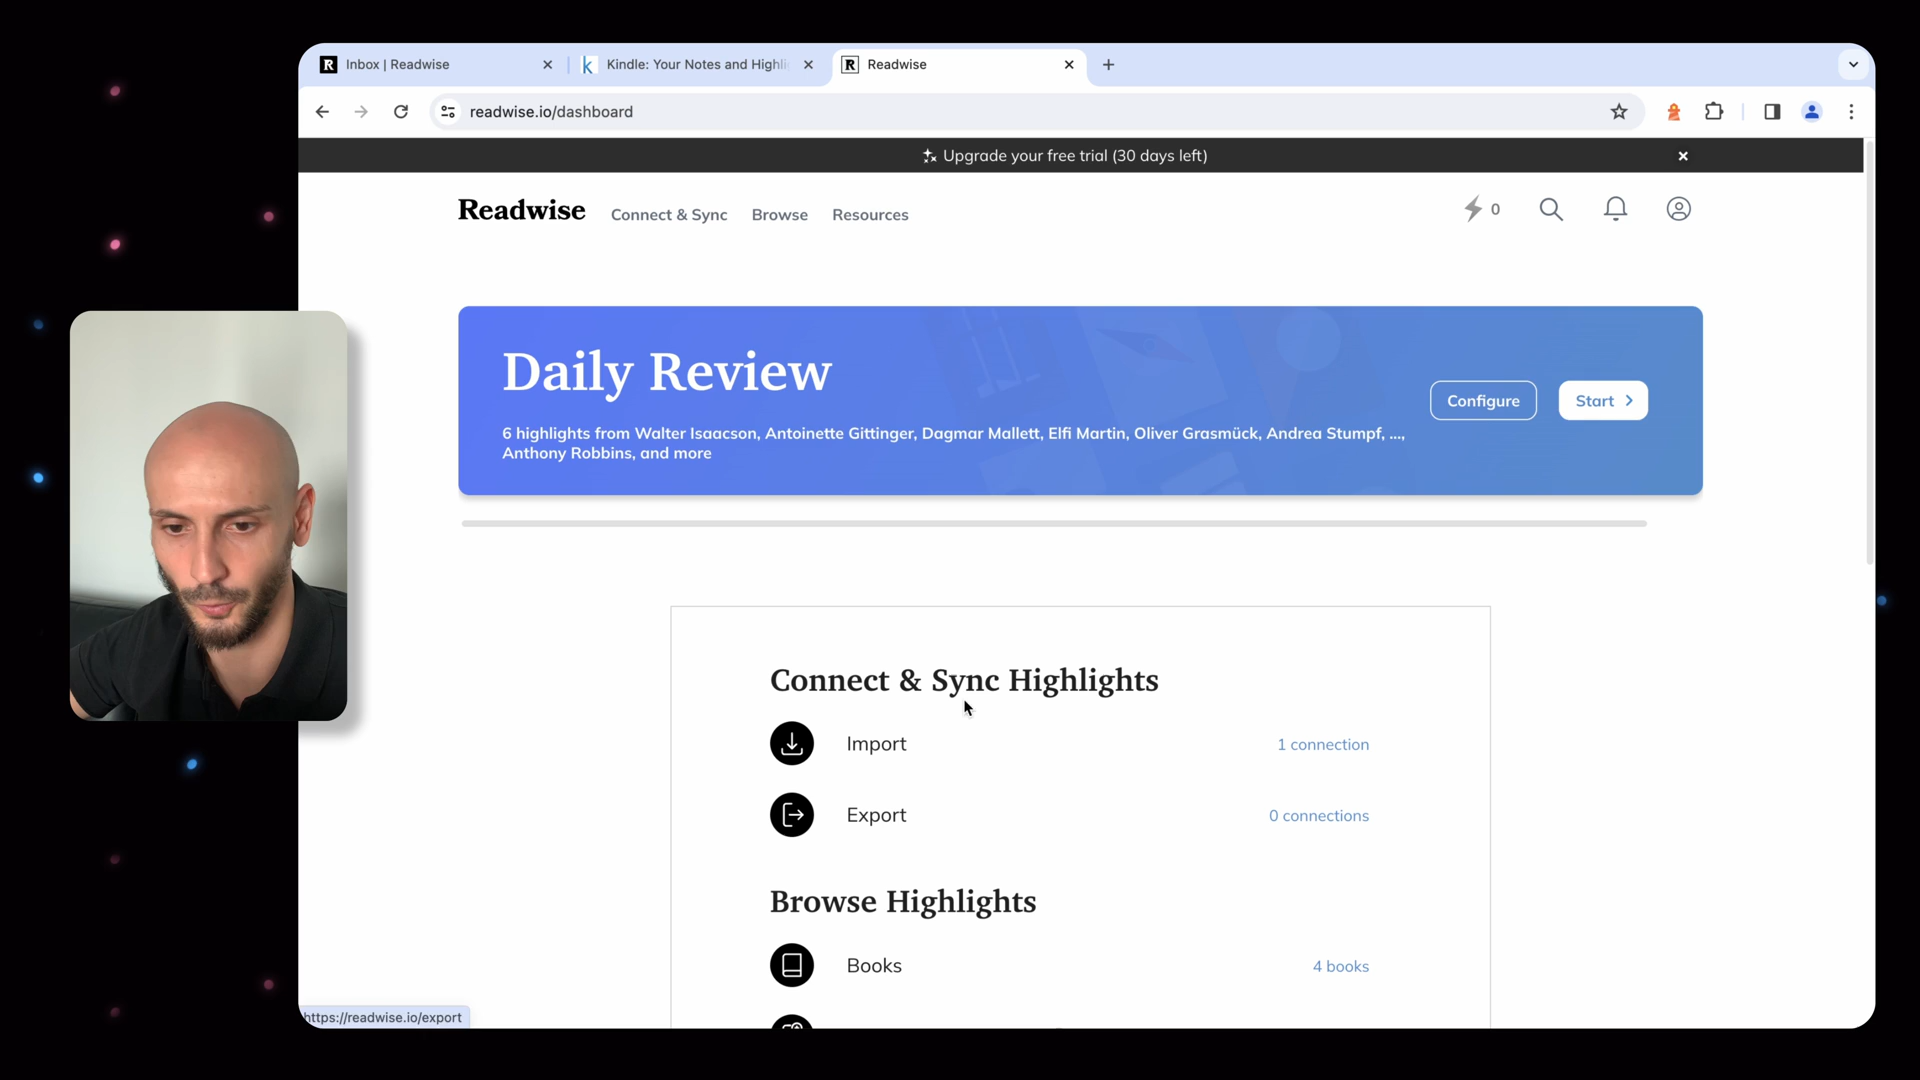 Inbox | Readwise
Kindle: Your Notes and Highli
Readwise
readwise.io/dashboard
Upgrade your free trial (30 days left)
Readwise
Connect & Sync
Browse
Resources
0
Daily Review
6 highlights from Walter Isaacson, Antoinette Gittinger, Dagmar Mallett, Elfi Martin, Oliver Grasmück, Andrea Stumpf, ...,
Anthony Robbins, and more
Configure
Start
Connect & Sync Highlights
Import
1 connection
Export
0 connections
Browse Highlights
Books
4 books
https://readwise.io/export